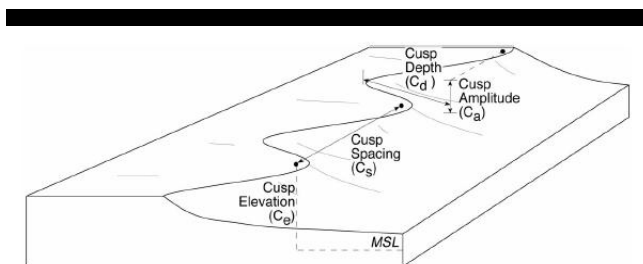 Cusp
Depth
(Cd)
Cusp
Amplitude
(Ca)
Cusp
Spacing
(Cs)
Cusp
Elevation
(Ce)
MSL